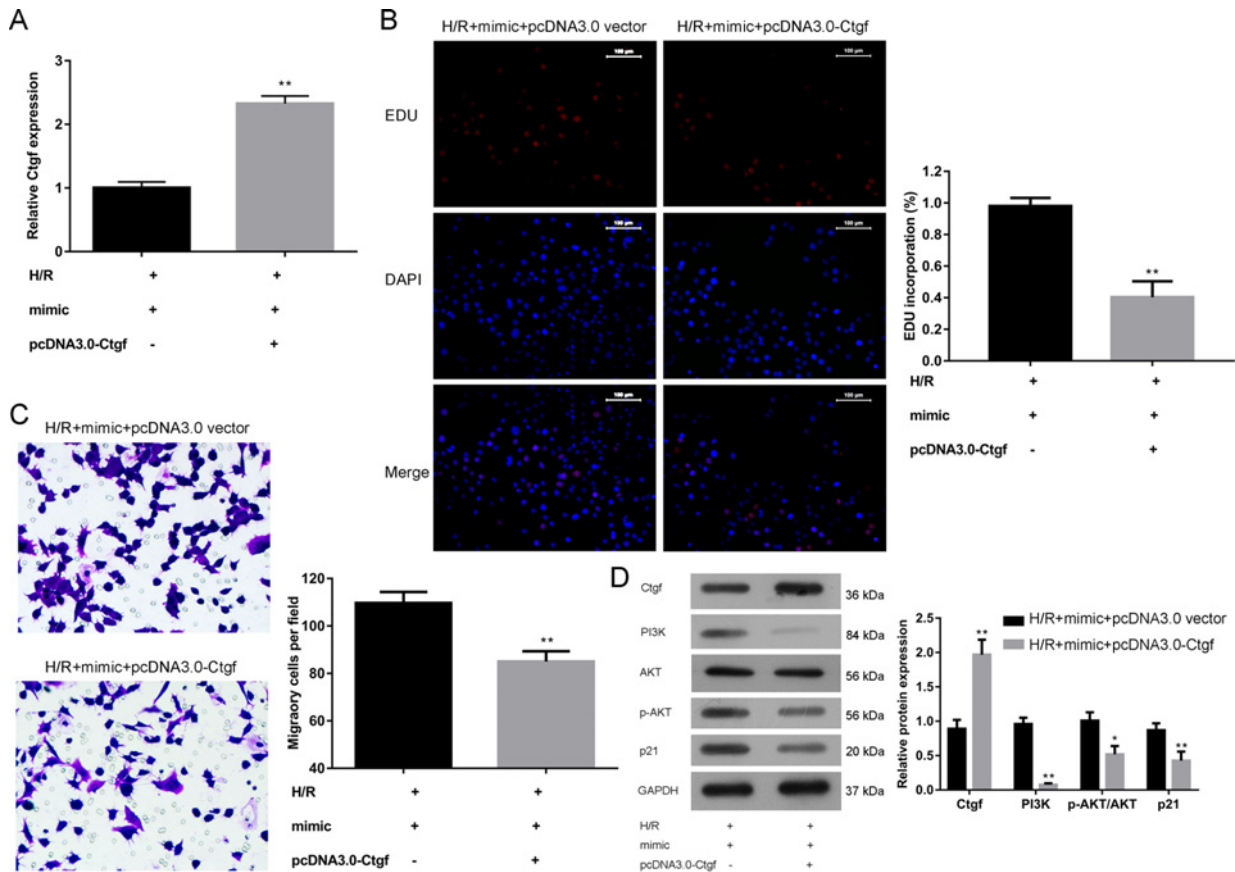 A
Relative Ctgf expression
3
2
1
0
**
H/R + +
mimic + +
pcDNA3.0-Ctgf - +
B
H/R+mimic+pcDNA3.0 vector H/R+mimic+pcDNA3.0-Ctgf
EDU
100 μm 100 μm
DAPI
100 μm 100 μm
Merge
100 μm 100 μm
EDU incorporation (%)
1.2
1.0
0.8
0.6
0.4
0.2
0.0
**
H/R + +
mimic + +
pcDNA3.0-Ctgf - +
C
H/R+mimic+pcDNA3.0 vector
H/R+mimic+pcDNA3.0-Ctgf
Migraory cells per field
120
100
80
60
40
**
H/R + +
mimic + +
pcDNA3.0-Ctgf - +
D
Ctgf 36 kDa
PI3K 84 kDa
AKT 56 kDa
p-AKT 56 kDa
p21 20 kDa
GAPDH 37 kDa
H/R + +
mimic + +
pcDNA3.0-Ctgf - +
Relative protein expression
2.5
2.0
1.5
1.0
0.5
0.0
H/R+mimic+pcDNA3.0 vector
H/R+mimic+pcDNA3.0-Ctgf
** ** * **
Ctgf PI3K p-AKT/AKT p21